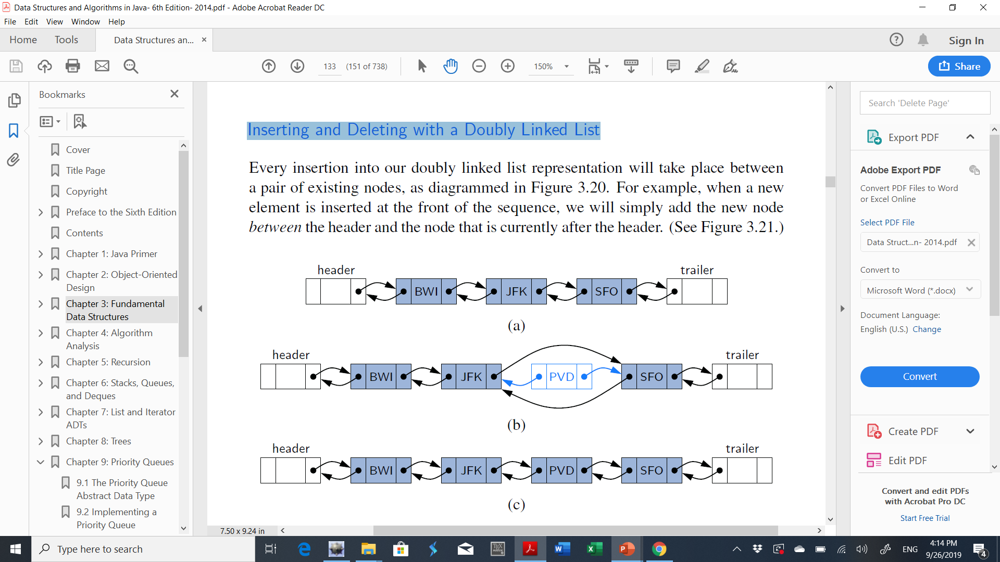 Data Structures and Algorithms in Java- 6th Edition- 2014.pdf - Adobe Acrobat Reader DC
File Edit View Window Help
Home Tools Data Structures an... ×
? Sign In
133 (151 of 738) 150% Share
Bookmarks
Cover
Title Page
Copyright
Preface to the Sixth Edition
Contents
Chapter 1: Java Primer
Chapter 2: Object-Oriented
Design
Chapter 3: Fundamental
Data Structures
Chapter 4: Algorithm
Analysis
Chapter 5: Recursion
Chapter 6: Stacks, Queues,
and Deques
Chapter 7: List and Iterator
ADTs
Chapter 8: Trees
Chapter 9: Priority Queues
9.1 The Priority Queue
Abstract Data Type
9.2 Implementing a
Priority Queue
Inserting and Deleting with a Doubly Linked List
Every insertion into our doubly linked list representation will take place between
a pair of existing nodes, as diagrammed in Figure 3.20. For example, when a new
element is inserted at the front of the sequence, we will simply add the new node
between the header and the node that is currently after the header. (See Figure 3.21.)
header trailer
BWI JFK SFO
(a)
header trailer
BWI JFK PVD SFO
(b)
header trailer
BWI JFK PVD SFO
(c)
7.50 x 9.24 in
Search 'Delete Page'
Export PDF
Adobe Export PDF
Convert PDF Files to Word
or Excel Online
Select PDF File
Data Struct...n- 2014.pdf
Convert to
Microsoft Word (*.docx)
Document Language:
English (U.S.) Change
Convert
Create PDF
Edit PDF
Convert and edit PDFs
with Acrobat Pro DC
Start Free Trial
Type here to search
ENG
4:14 PM
9/26/2019
4